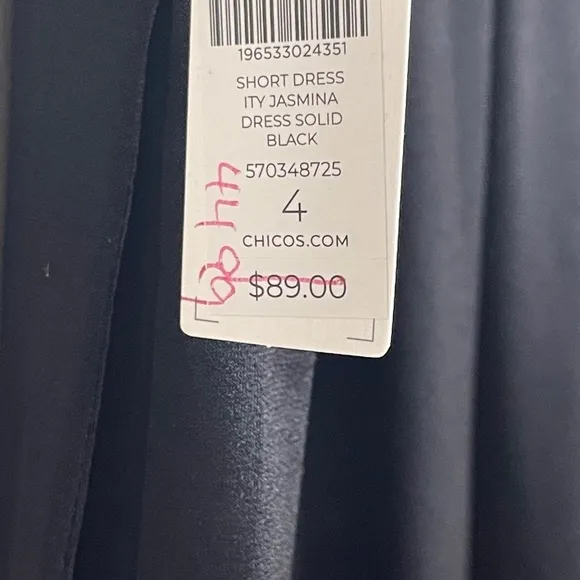 196533024351
SHORT DRESS
ITY JASMINA
DRESS SOLID
BLACK
570348725
4
CHICOS.COM
$89.00